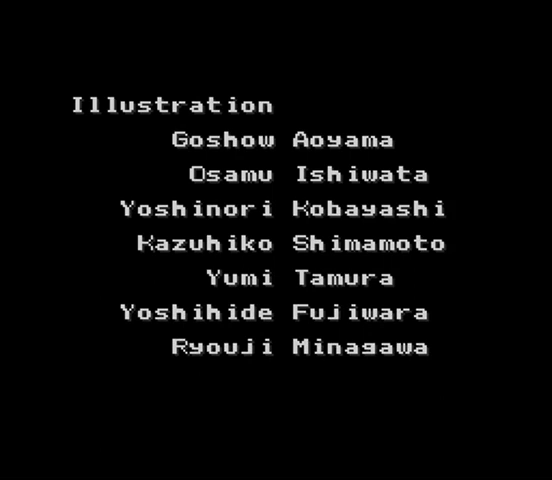 Illustration
Goshow Aoyama
Osamu Ishiwata
Yoshinori Kobayashi
Kazuhiko Shimamoto
Yumi Tamura
Yoshihide Fujiwara
Ryouji Minagawa